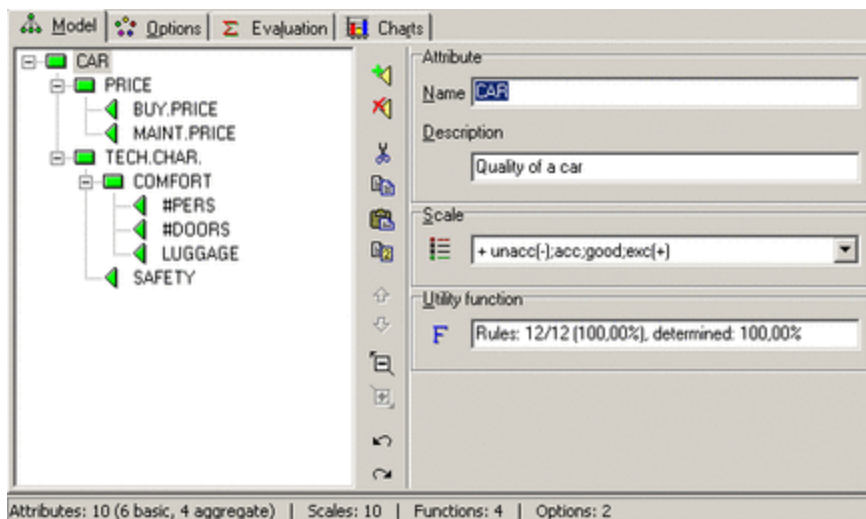 Model Options Evaluation Charts
CAR
PRICE
BUY.PRICE
MAINT.PRICE
TECH.CHAR.
COMFORT
#PERS
#DOORS
LUGGAGE
SAFETY
Attribute
Name CAR
Description
Quality of a car
Scale
+ unacc(-);acc;good;exc(+)
Utility function
F Rules: 12/12 (100,00%), determined: 100,00%
Attributes: 10 (6 basic, 4 aggregate) | Scales: 10 | Functions: 4 | Options: 2